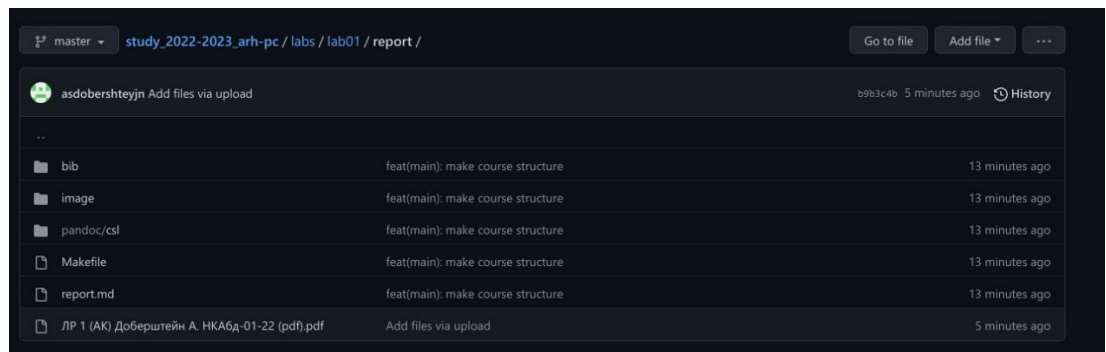 master study_2022-2023_arh-pc / labs / lab01 / report / Go to file Add file ...
asdobershteyjn Add files via upload b9b3c4b 5 minutes ago History
..
bib feat(main): make course structure 13 minutes ago
image feat(main): make course structure 13 minutes ago
pandoc/csl feat(main): make course structure 13 minutes ago
Makefile feat(main): make course structure 13 minutes ago
report.md feat(main): make course structure 13 minutes ago
ЛР 1 (АК) Доберштейн А. НКАбд-01-22 (pdf).pdf Add files via upload 5 minutes ago